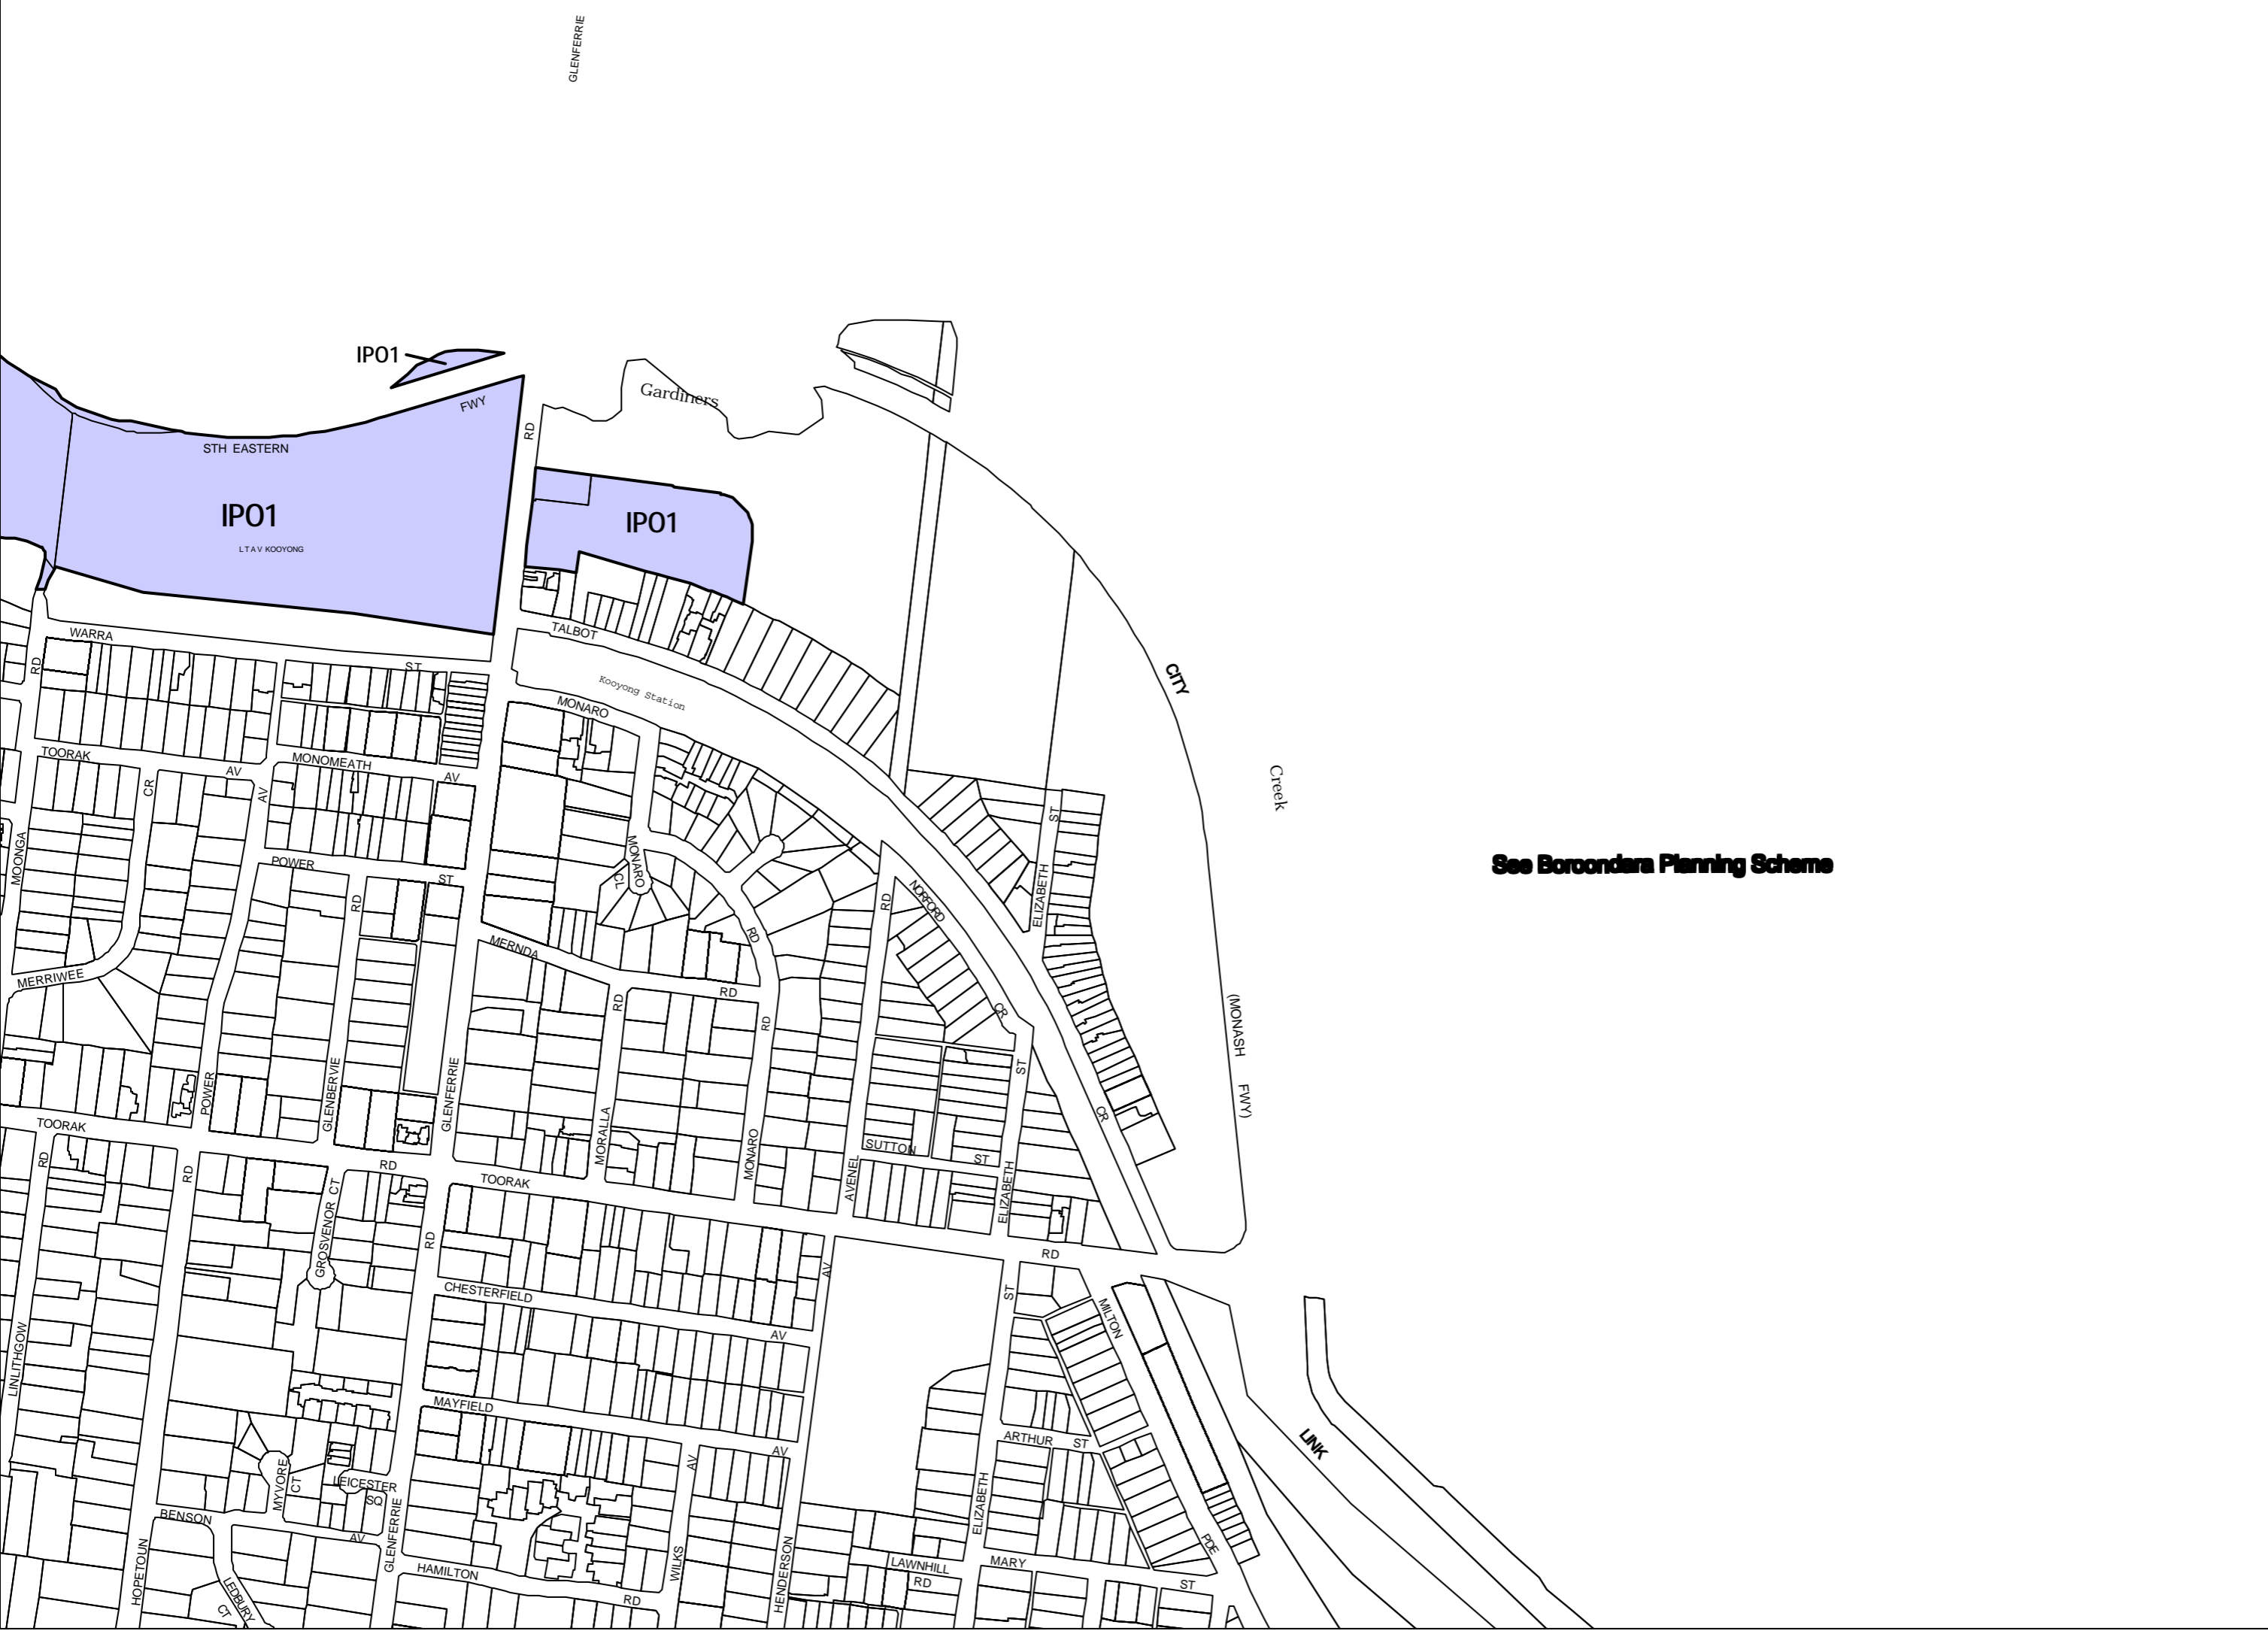 GLENFERRIE
IPO1
FWY
RD
Gardiners
STH EASTERN
IPO1
IPO1
L T A V KOOYONG
WARRA
TALBOT
RD
ST
CITY
Kooyong Station
MONARO
TOORAK
MONOMEATH
AV
AV
CR
AV
Creek
ST
MOONGA
MONARO
CL
POWER
ST
See Boroondara Planning Scheme
ELIZABETH
RD
RD
NORFORD
RD
MERNDA
MERRIWEE
RD
RD
RD
CR
(MONASH
FWY)
ST
POWER
GLENBERVIE
GLENFERRIE
MORALLA
MONARO
CR
TOORAK
SUTTON
ST
RD
RD
RD
TOORAK
AVENEL
ELIZABETH
GROSVENOR CT
RD
RD
AV
CHESTERFIELD
ST
MILTON
AV
LINLITHGOW
MAYFIELD
AV
ARTHUR
ST
LINK
AV
MYVORE
CT
LEICESTER
SQ
ELIZABETH
BENSON
AV
GLENFERRIE
PDE
HOPETOUN
HAMILTON
WILKS
HENDERSON
LAWNHILL
RD
MARY
ST
RD
LEDBURY
CT